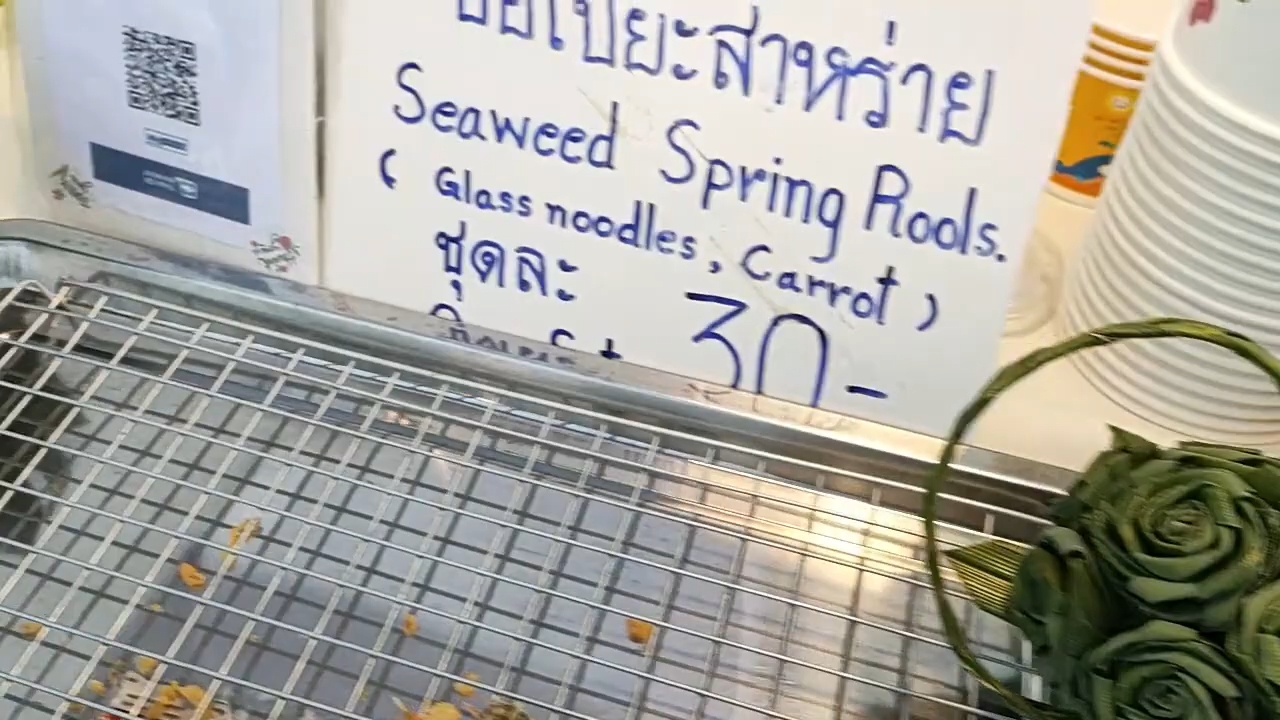 ปอเปี๊ยะสาหร่าย
Seaweed Spring Rools.
( Glass noodles, Carrot )
ชุดละ
30-